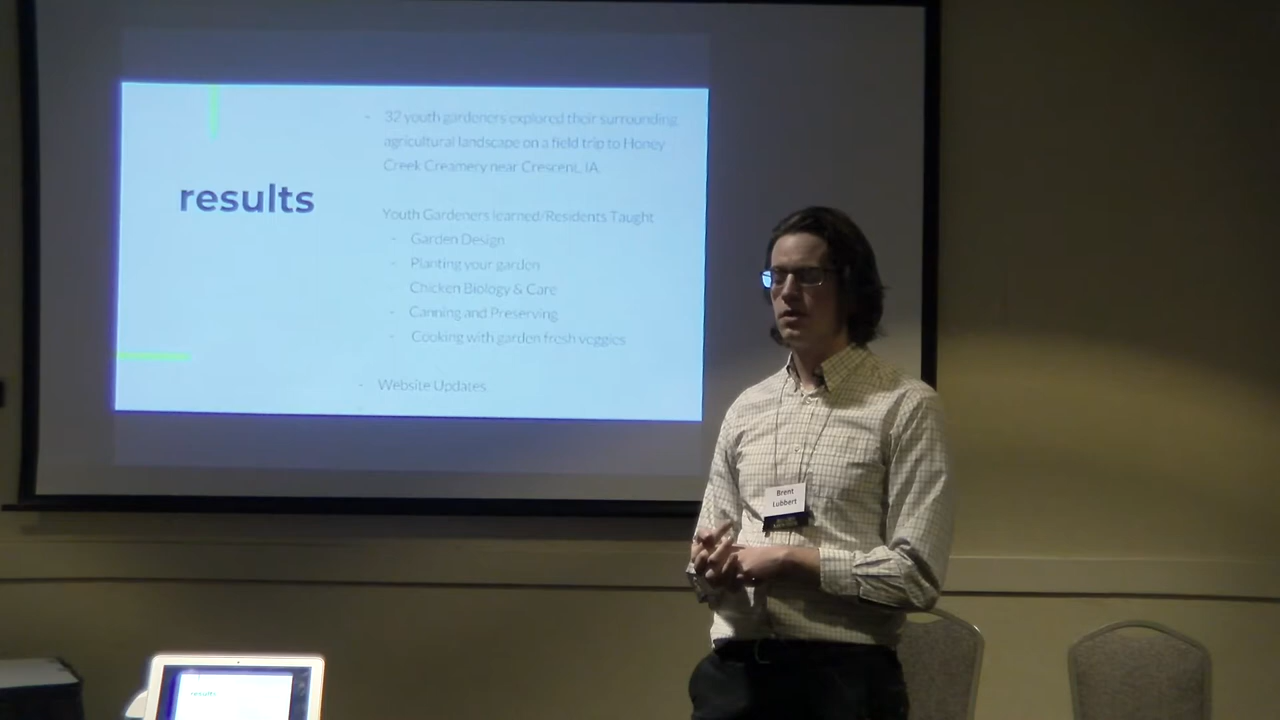 results
- 32 youth gardeners explored their surrounding
agricultural landscape on a field trip to Honey
Creek Creamery near Crescent, IA.
Youth Gardeners learned/Residents Taught
- Garden Design
- Planting your garden
- Chicken Biology & Care
- Canning and Preserving
- Cooking with garden fresh veggies
- Website Updates
Brent
Lubbert
results